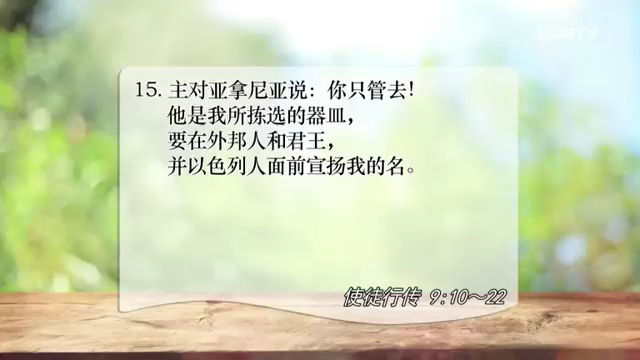 15. 主对亚拿尼亚说：你只管去！
他是我所拣选的器皿，
要在外邦人和君王，
并以色列人面前宣扬我的名。
使徒行传 9:10～22